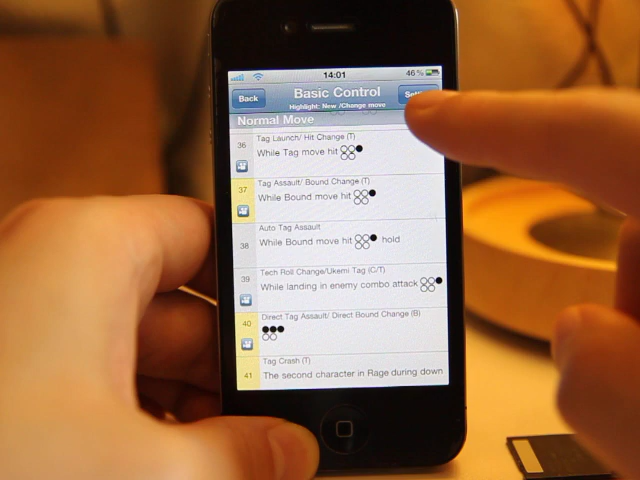 14:01
46%
Back
Basic Control
Highlight: New /Change move
Normal Move
36
Tag Launch/ Hit Change (T)
While Tag move hit
37
Tag Assault/ Bound Change (T)
While Bound move hit
38
Auto Tag Assault
While Bound move hit hold
39
Tech Roll Change/Ukemi Tag (C/T)
While landing in enemy combo attack
40
Direct Tag Assault/ Direct Bound Change (B)
41
Tag Crash (T)
The second character in Rage during down